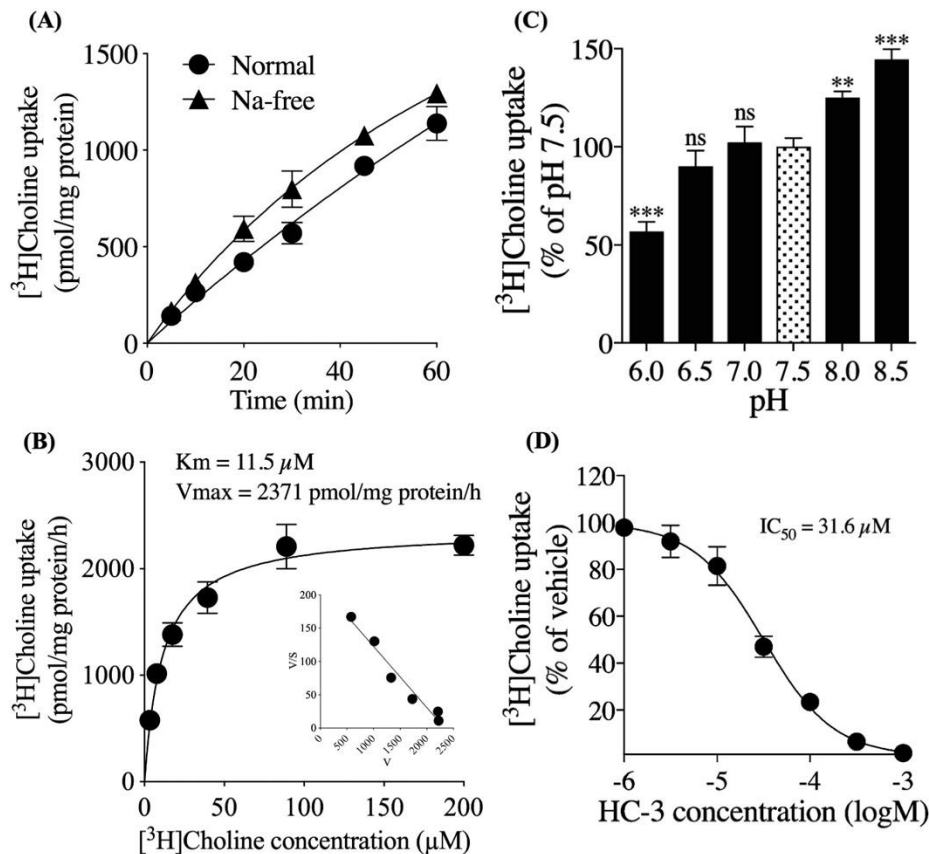 (A)
[³H]Choline uptake
(pmol/mg protein)
1500
1000
500
0
Normal
Na-free
0 20 40 60
Time (min)
(C)
[³H]Choline uptake
(% of pH 7.5)
150
100
50
0
*** ns ns ** ***
6.0 6.5 7.0 7.5 8.0 8.5
pH
(B)
[³H]Choline uptake
(pmol/mg protein/h)
3000
2000
1000
0
Km = 11.5 µM
Vmax = 2371 pmol/mg protein/h
V/S
200
150
100
50
0
0 500 1000 1500 2000 2500
V
0 50 100 150 200
[³H]Choline concentration (µM)
(D)
[³H]Choline uptake
(% of vehicle)
120
100
80
60
40
20
IC₅₀ = 31.6 µM
-6 -5 -4 -3
HC-3 concentration (logM)